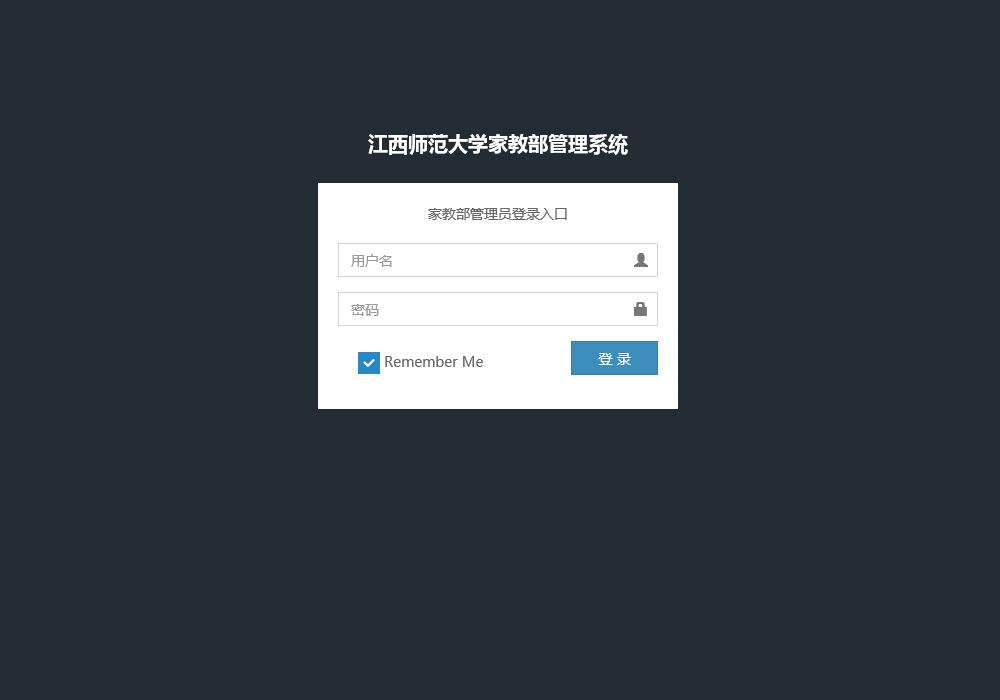 江西师范大学家教部管理系统
家教部管理员登录入口
用户名
密码
Remember Me
登 录